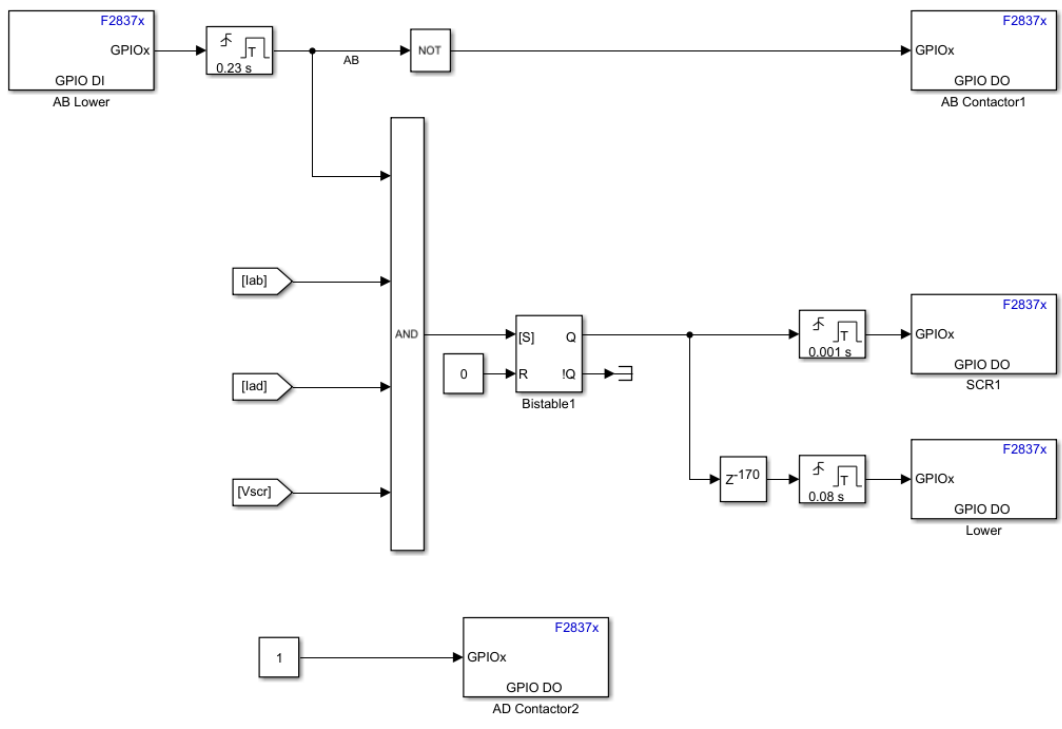 F2837x
GPIOx
GPIO DI
AB Lower
T
0.23 s
AB
NOT
F2837x
GPIOx
GPIO DO
AB Contactor1
[Iab]
[Iad]
[Vscr]
AND
0
[S]
Q
R
!Q
Bistable1
T
0.001 s
F2837x
GPIOx
GPIO DO
SCR1
Z-170
T
0.08 s
F2837x
GPIOx
GPIO DO
Lower
1
F2837x
GPIOx
GPIO DO
AD Contactor2